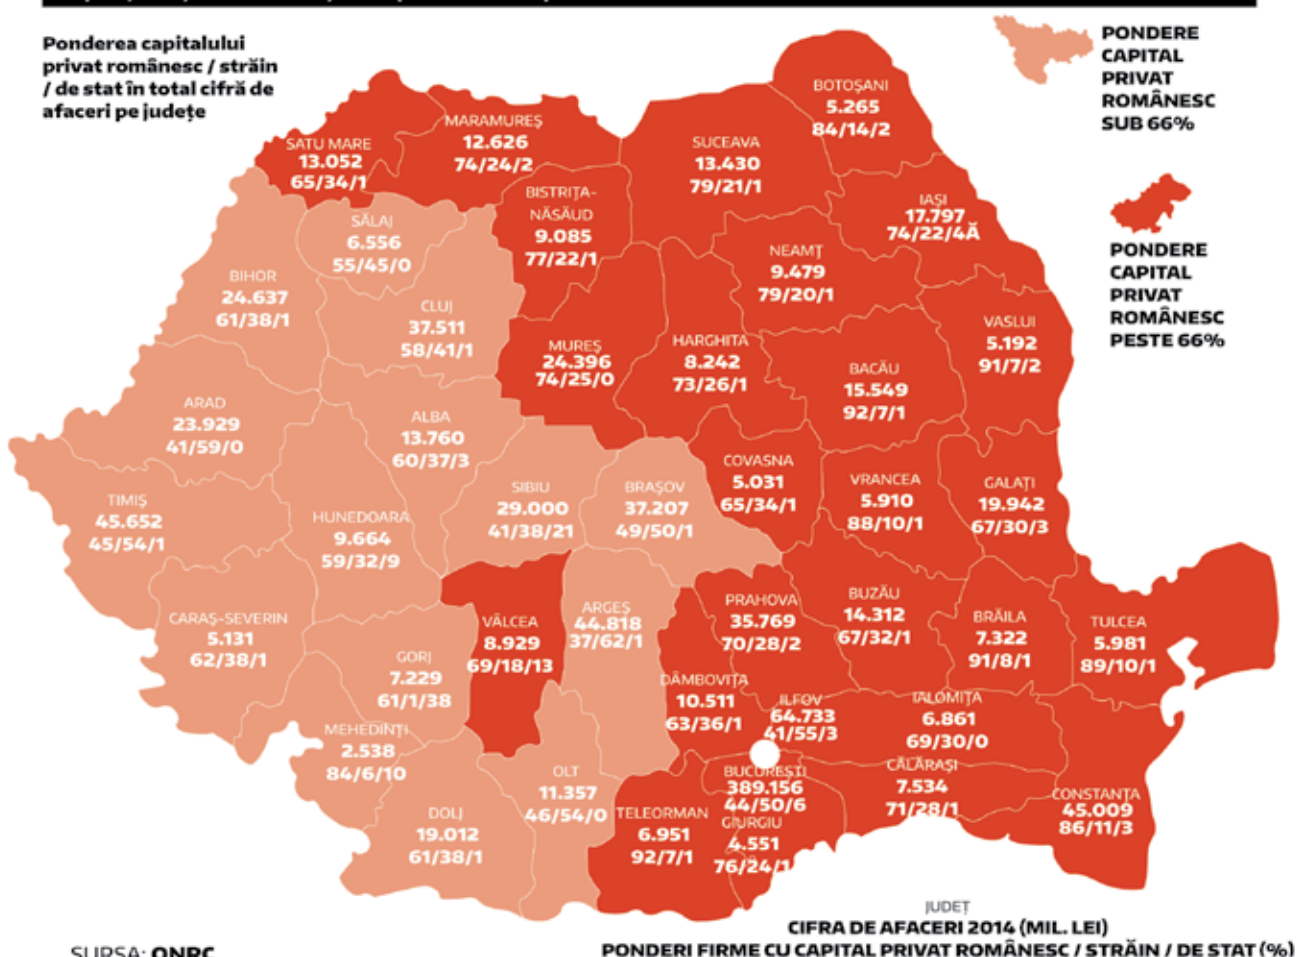 Ponderea capitalului
privat românesc / străin
/ de stat în total cifră de
afaceri pe județe
PONDERE
CAPITAL
PRIVAT
ROMÂNESC
SUB 66%
PONDERE
CAPITAL
PRIVAT
ROMÂNESC
PESTE 66%
BOTOȘANI
5.265
84/14/2
SATU MARE
13.052
65/34/1
MARAMUREȘ
12.626
74/24/2
SUCEAVA
13.430
79/21/1
BISTRIȚA-
NĂSĂUD
9.085
77/22/1
IAȘI
17.797
74/22/4Ă
SĂLAJ
6.556
55/45/0
NEAMȚ
9.479
79/20/1
BIHOR
24.637
61/38/1
CLUJ
37.511
58/41/1
MUREȘ
24.396
74/25/0
HARGHITA
8.242
73/26/1
BACĂU
15.549
92/7/1
VASLUI
5.192
91/7/2
ARAD
23.929
41/59/0
ALBA
13.760
60/37/3
TIMIȘ
45.652
45/54/1
HUNEDOARA
9.664
59/32/9
SIBIU
29.000
41/38/21
BRAȘOV
37.207
49/50/1
COVASNA
5.031
65/34/1
VRANCEA
5.910
88/10/1
GALAȚI
19.942
67/30/3
CARAȘ-SEVERIN
5.131
62/38/1
GORJ
7.229
61/1/38
VÂLCEA
8.929
69/18/13
ARGEȘ
44.818
37/62/1
PRAHOVA
35.769
70/28/2
BUZĂU
14.312
67/32/1
BRĂILA
7.322
91/8/1
TULCEA
5.981
89/10/1
DÂMBOVIȚA
10.511
63/36/1
ILFOV
64.733
41/55/3
IALOMIȚA
6.861
69/30/0
MEHEDINȚI
2.538
84/6/10
DOLJ
19.012
61/38/1
OLT
11.357
46/54/0
TELEORMAN
6.951
92/7/1
BUCUREȘTI
389.156
44/50/6
GIURGIU
4.551
76/24/1
CĂLĂRAȘI
7.534
71/28/1
CONSTANȚA
45.009
86/11/3
JUDEȚ
CIFRA DE AFACERI 2014 (MIL. LEI)
PONDERI FIRME CU CAPITAL PRIVAT ROMÂNESC / STRĂIN / DE STAT (%)
SURSA: ONRC